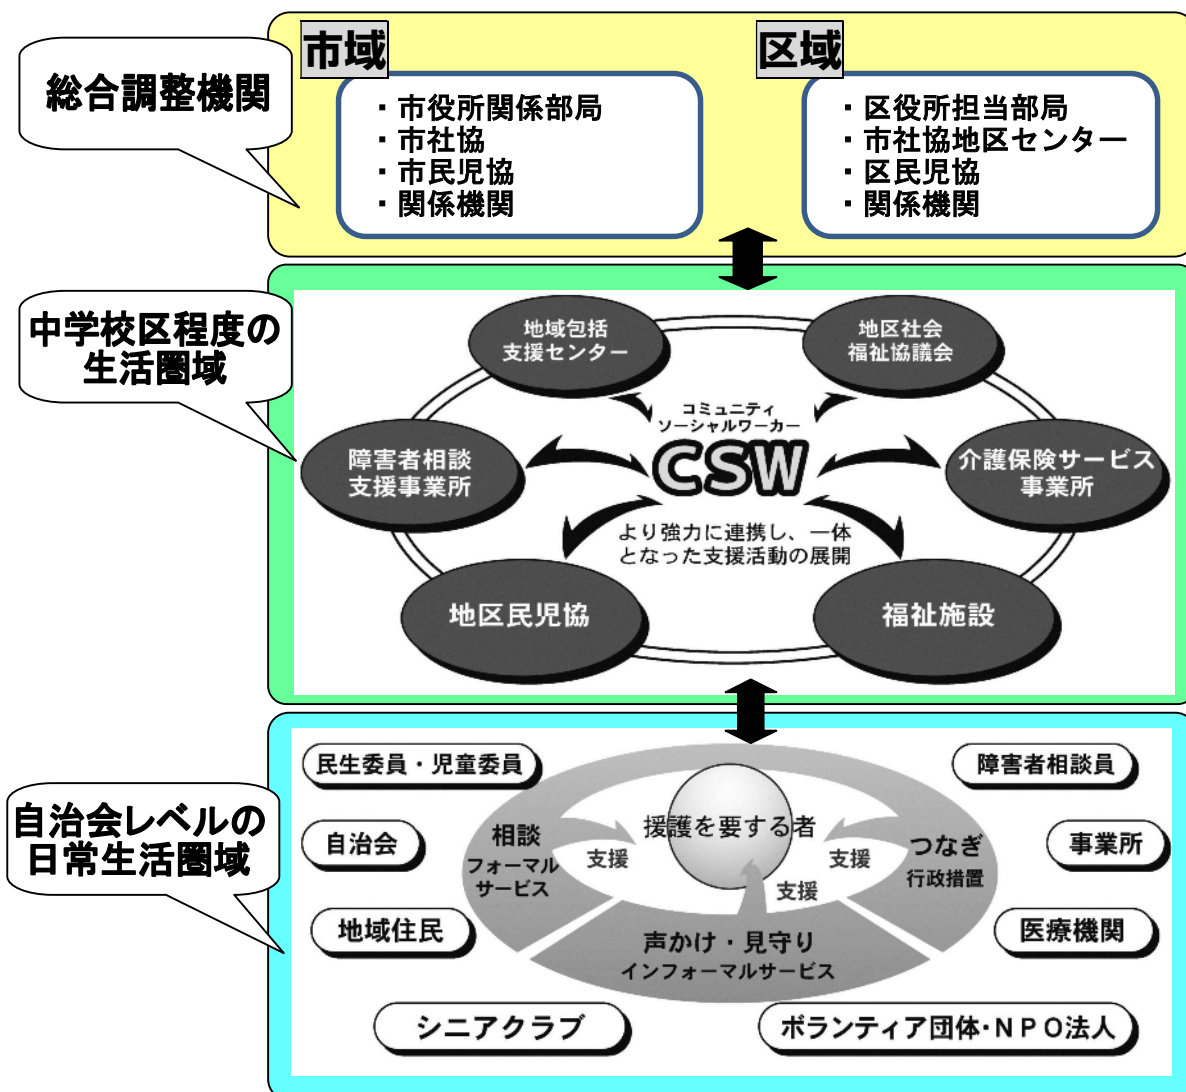 総合調整機関
市域
・市役所関係部局
・市社協
・市民児協
・関係機関
区域
・区役所担当部局
・市社協地区センター
・区民児協
・関係機関
中学校区程度の
生活圏域
地域包括
支援センター
地区社会
福祉協議会
障害者相談
支援事業所
コミュニティ
ソーシャルワーカー
CSW
介護保険サービス
事業所
より強力に連携し、一体
となった支援活動の展開
地区民児協
福祉施設
自治会レベルの
日常生活圏域
民生委員・児童委員
障害者相談員
自治会
事業所
地域住民
医療機関
シニアクラブ
ボランティア団体・ＮＰＯ法人
援護を要する者
相談
フォーマル
サービス
支援
支援
つなぎ
行政措置
支援
声かけ・見守り
インフォーマルサービス